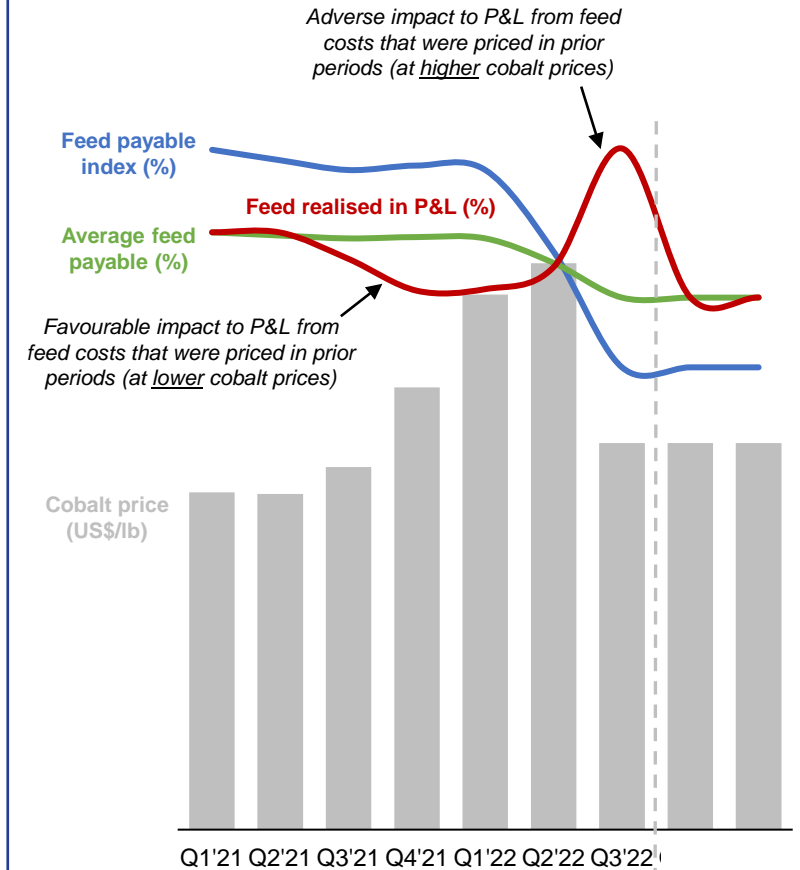 Adverse impact to P&L from feed
costs that were priced in prior
periods (at higher cobalt prices)
Feed payable
index (%)
Feed realised in P&L (%)
Average feed
payable (%)
Favourable impact to P&L from
feed costs that were priced in prior
periods (at lower cobalt prices)
Cobalt price
(US$/lb)
Q1'21 Q2'21 Q3'21 Q4'21 Q1'22 Q2'22 Q3'22